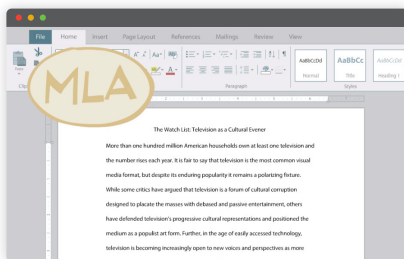 File Home Insert Page Layout References Mailings Review View
AaBbCcDd AaBbCc AaBbCcDd
Normal Title Heading 1
Paragraph Styles
MLA
The Watch List: Television as a Cultural Evener
More than one hundred million American households own at least one television and
the number rises each year. It is fair to say that television is the most common visual
media format, but despite its enduring popularity it remains a polarizing fixture.
While some critics have argued that television is a forum of cultural corruption
designed to placate the masses with debased and passive entertainment, others
have defended television's progressive cultural representations and positioned the
medium as a populist art form. Further, in the age of easily accessed technology,
television is becoming increasingly open to new voices and perspectives as more